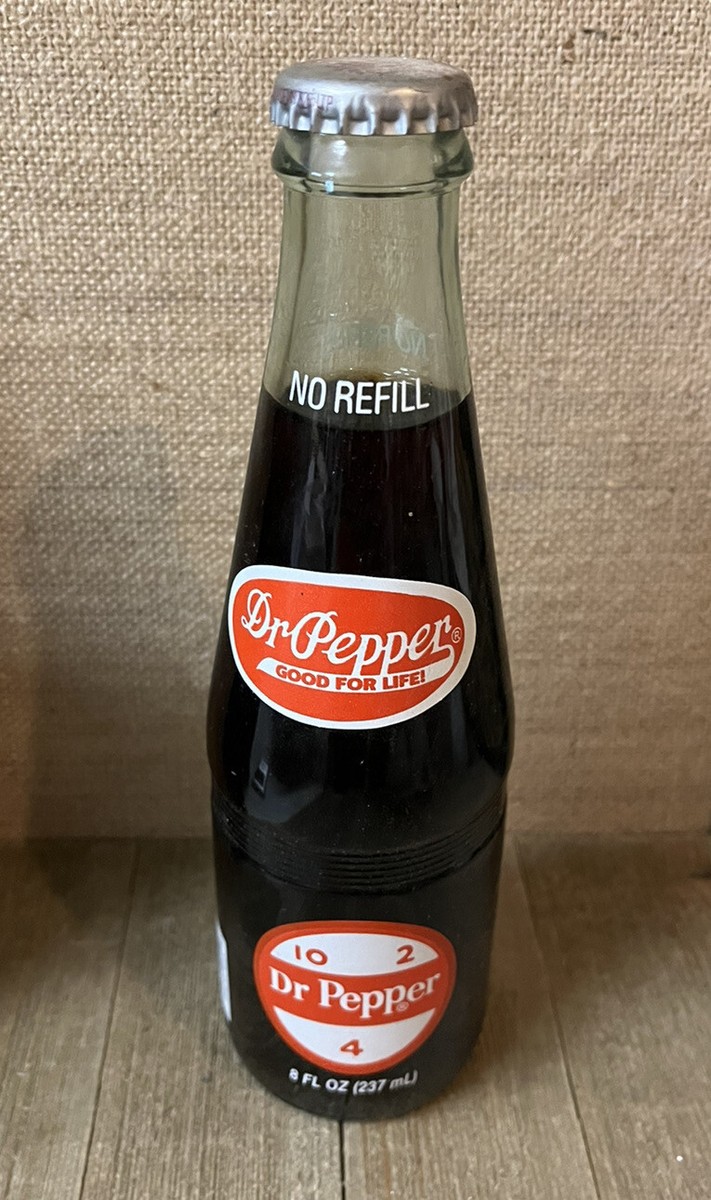 NO REFILL
Dr Pepper®
GOOD FOR LIFE!
10 2
Dr Pepper®
4
8 FL OZ (237 mL)